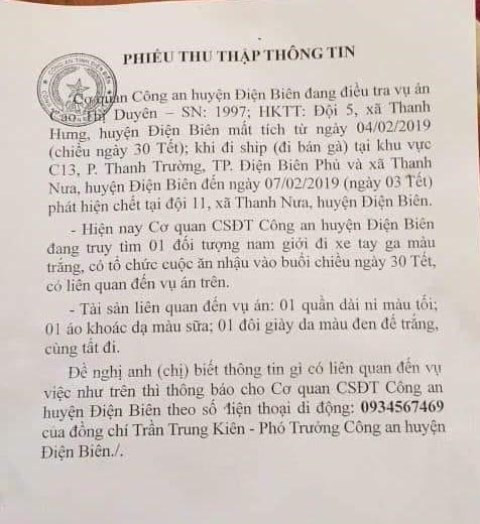 PHIẾU THU THẬP THÔNG TIN
Cơ quan Công an huyện Điện Biên đang điều tra vụ án
Cao Thị Duyên – SN: 1997; HKTT: Đội 5, xã Thanh
Hưng, huyện Điện Biên mất tích từ ngày 04/02/2019
(chiều ngày 30 Tết); khi đi ship (đi bán gà) tại khu vực
C13, P. Thanh Trường, TP. Điện Biên Phủ và xã Thanh
Nưa, huyện Điện Biên đến ngày 07/02/2019 (ngày 03 Tết)
phát hiện chết tại đội 11, xã Thanh Nưa, huyện Điện Biên.
- Hiện nay Cơ quan CSĐT Công an huyện Điện Biên
đang truy tìm 01 đối tượng nam giới đi xe tay ga màu
trắng, có tổ chức cuộc ăn nhậu vào buổi chiều ngày 30 Tết,
có liên quan đến vụ án trên.
- Tài sản liên quan đến vụ án: 01 quần dài nỉ màu tối;
01 áo khoác dạ màu sữa; 01 đôi giày da màu đen đế trắng,
cùng tất đi.
Đề nghị anh (chị) biết thông tin gì có liên quan đến vụ
việc như trên thì thông báo cho Cơ quan CSĐT Công an
huyện Điện Biên theo số điện thoại di động: 0934567469
của đồng chí Trần Trung Kiên - Phó Trưởng Công an huyện
Điện Biên./.